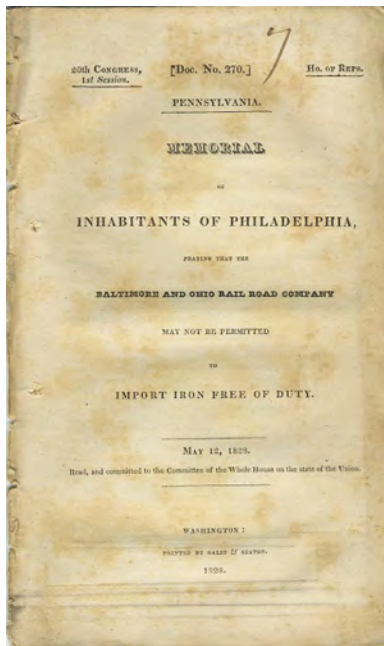 7
20th Congress,
1st Session.
[Doc. No. 270.]
Ho. of Reps.
PENNSYLVANIA.
MEMORIAL
OF
INHABITANTS OF PHILADELPHIA,
PRAYING THAT THE
BALTIMORE AND OHIO RAIL ROAD COMPANY
MAY NOT BE PERMITTED
TO
IMPORT IRON FREE OF DUTY.
May 12, 1828.
Read, and committed to the Committee of the Whole House on the state of the Union.
WASHINGTON:
PRINTED BY GALES & SEATON.
1828.